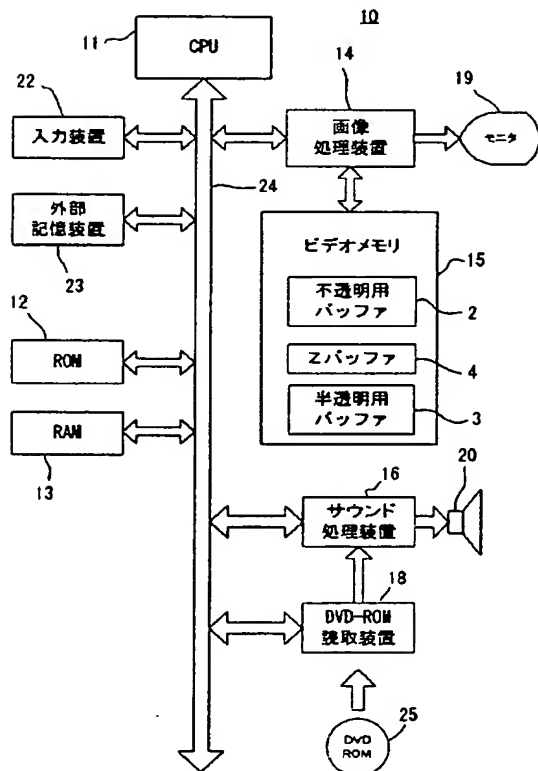 10
11
CPU
22
入力装置
14
画像
処理装置
19
モニタ
24
外部
記憶装置
23
ビデオメモリ
15
不透明用
バッファ
2
Zバッファ
4
半透明用
バッファ
3
12
ROM
RAM
13
16
サウンド
処理装置
20
18
DVD-ROM
読取装置
DVD
ROM
25